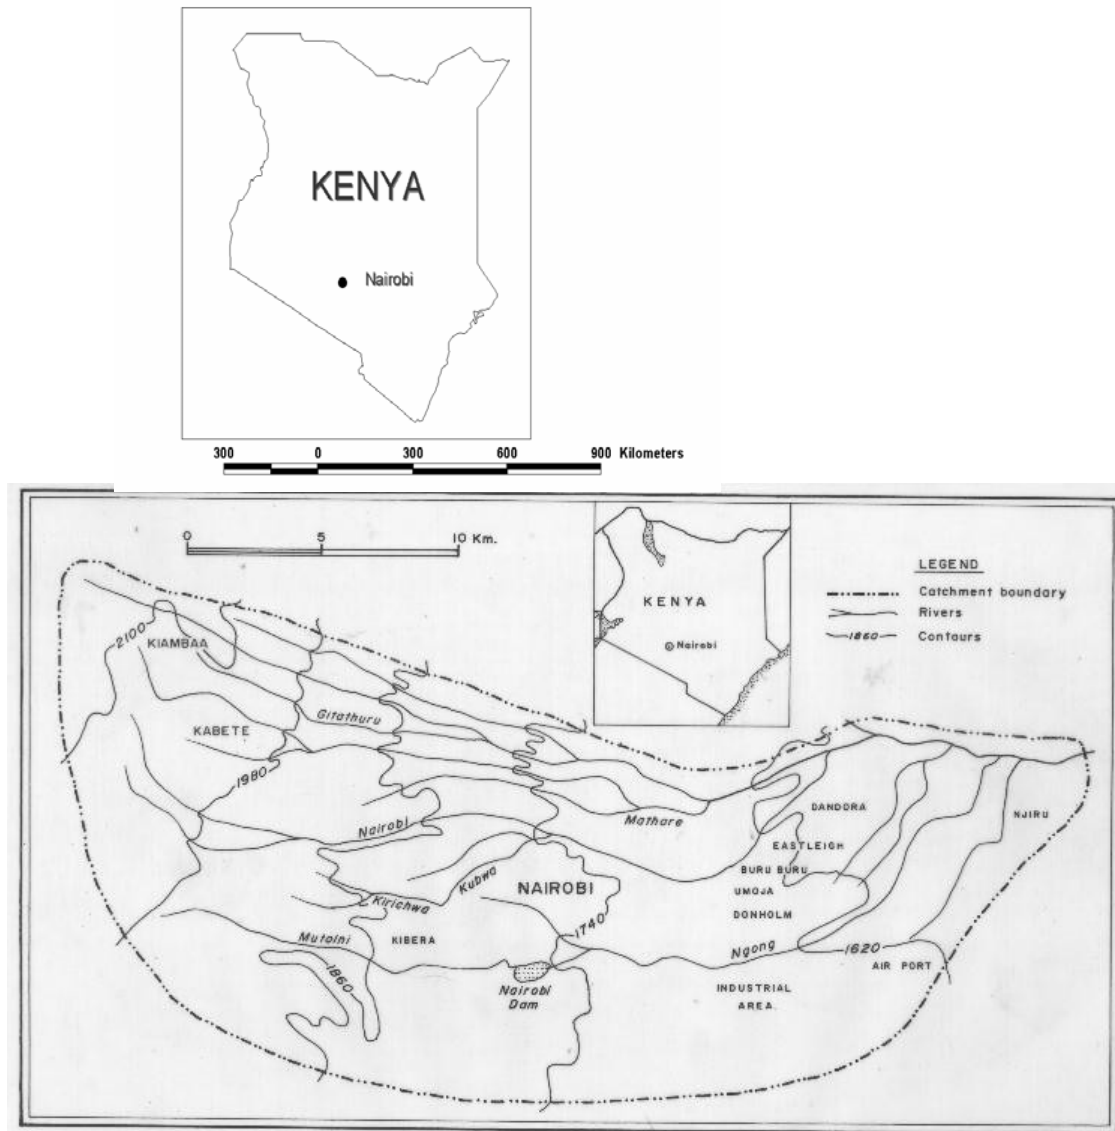 KENYA
Nairobi
300 0 300 600 900 Kilometers
0 5 10 Km.
LEGEND
Catchment boundary
Rivers
1860 Contours
KENYA
Nairobi
2100
KIAMBAA
KABETE
Gitathuru
1980
Nairobi
Mathare
DANDORA
NJIRU
EASTLEIGH
BURU BURU
UMOJA
DONHOLM
Kubwa
NAIROBI
Kirichwa
1740
Mutoini
KIBERA
Ngong
1620
AIR PORT
1860
Nairobi
Dam
INDUSTRIAL
AREA.